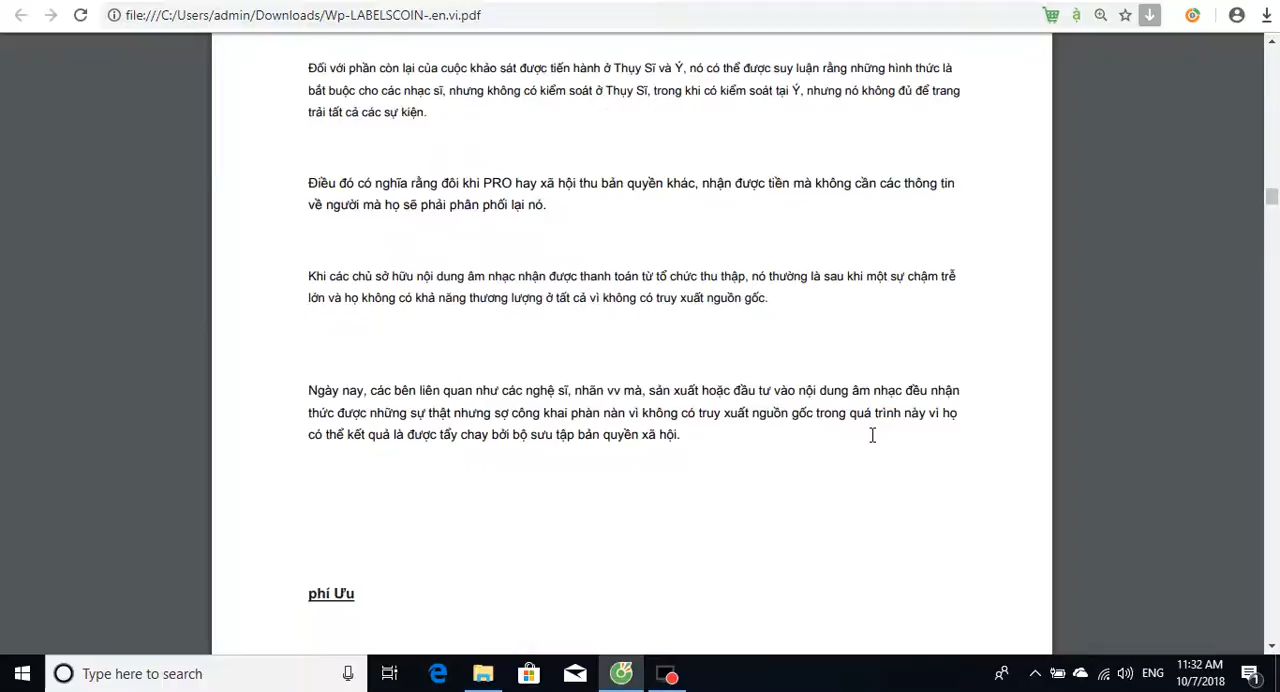 file:///C:/Users/admin/Downloads/Wp-LABELSCOIN-.en.vi.pdf
Đối với phần còn lại của cuộc khảo sát được tiến hành ở Thụy Sĩ và Ý, nó có thể được suy luận rằng những hình thức là
bắt buộc cho các nhạc sĩ, nhưng không có kiểm soát ở Thụy Sĩ, trong khi có kiểm soát tại Ý, nhưng nó không đủ để trang
trải tất cả các sự kiện.
Điều đó có nghĩa rằng đôi khi PRO hay xã hội thu bản quyền khác, nhận được tiền mà không cần các thông tin
về người mà họ sẽ phải phân phối lại nó.
Khi các chủ sở hữu nội dung âm nhạc nhận được thanh toán từ tổ chức thu thập, nó thường là sau khi một sự chậm trễ
lớn và họ không có khả năng thương lượng ở tất cả vì không có truy xuất nguồn gốc.
Ngày nay, các bên liên quan như các nghệ sĩ, nhãn vv mà, sản xuất hoặc đầu tư vào nội dung âm nhạc đều nhận
thức được những sự thật nhưng sợ công khai phàn nàn vì không có truy xuất nguồn gốc trong quá trình này vì họ
có thể kết quả là được tẩy chay bởi bộ sưu tập bản quyền xã hội.
phí Ưu
Type here to search
ENG
11:32 AM
10/7/2018
1